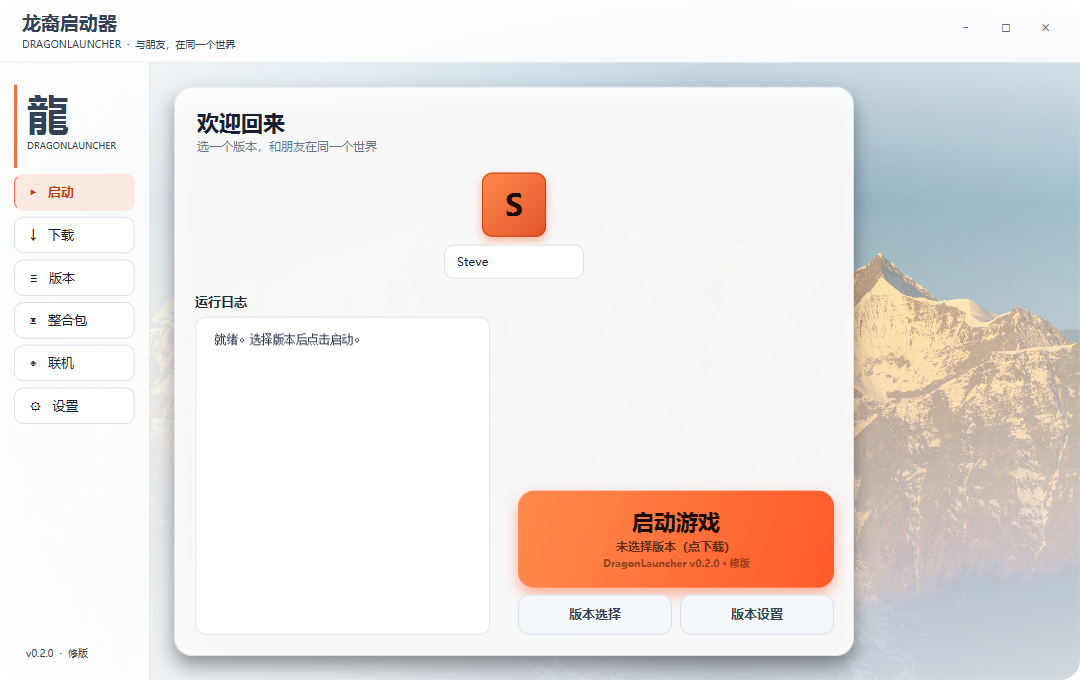 龙裔启动器
DRAGONLAUNCHER · 与朋友，在同一个世界
龍
DRAGONLAUNCHER
启动
下载
版本
整合包
联机
设置
v0.2.0 · 修版
欢迎回来
选一个版本，和朋友在同一个世界
S
Steve
运行日志
就绪。选择版本后点击启动。
启动游戏
未选择版本（点下载）
DragonLauncher v0.2.0 · 修版
版本选择
版本设置